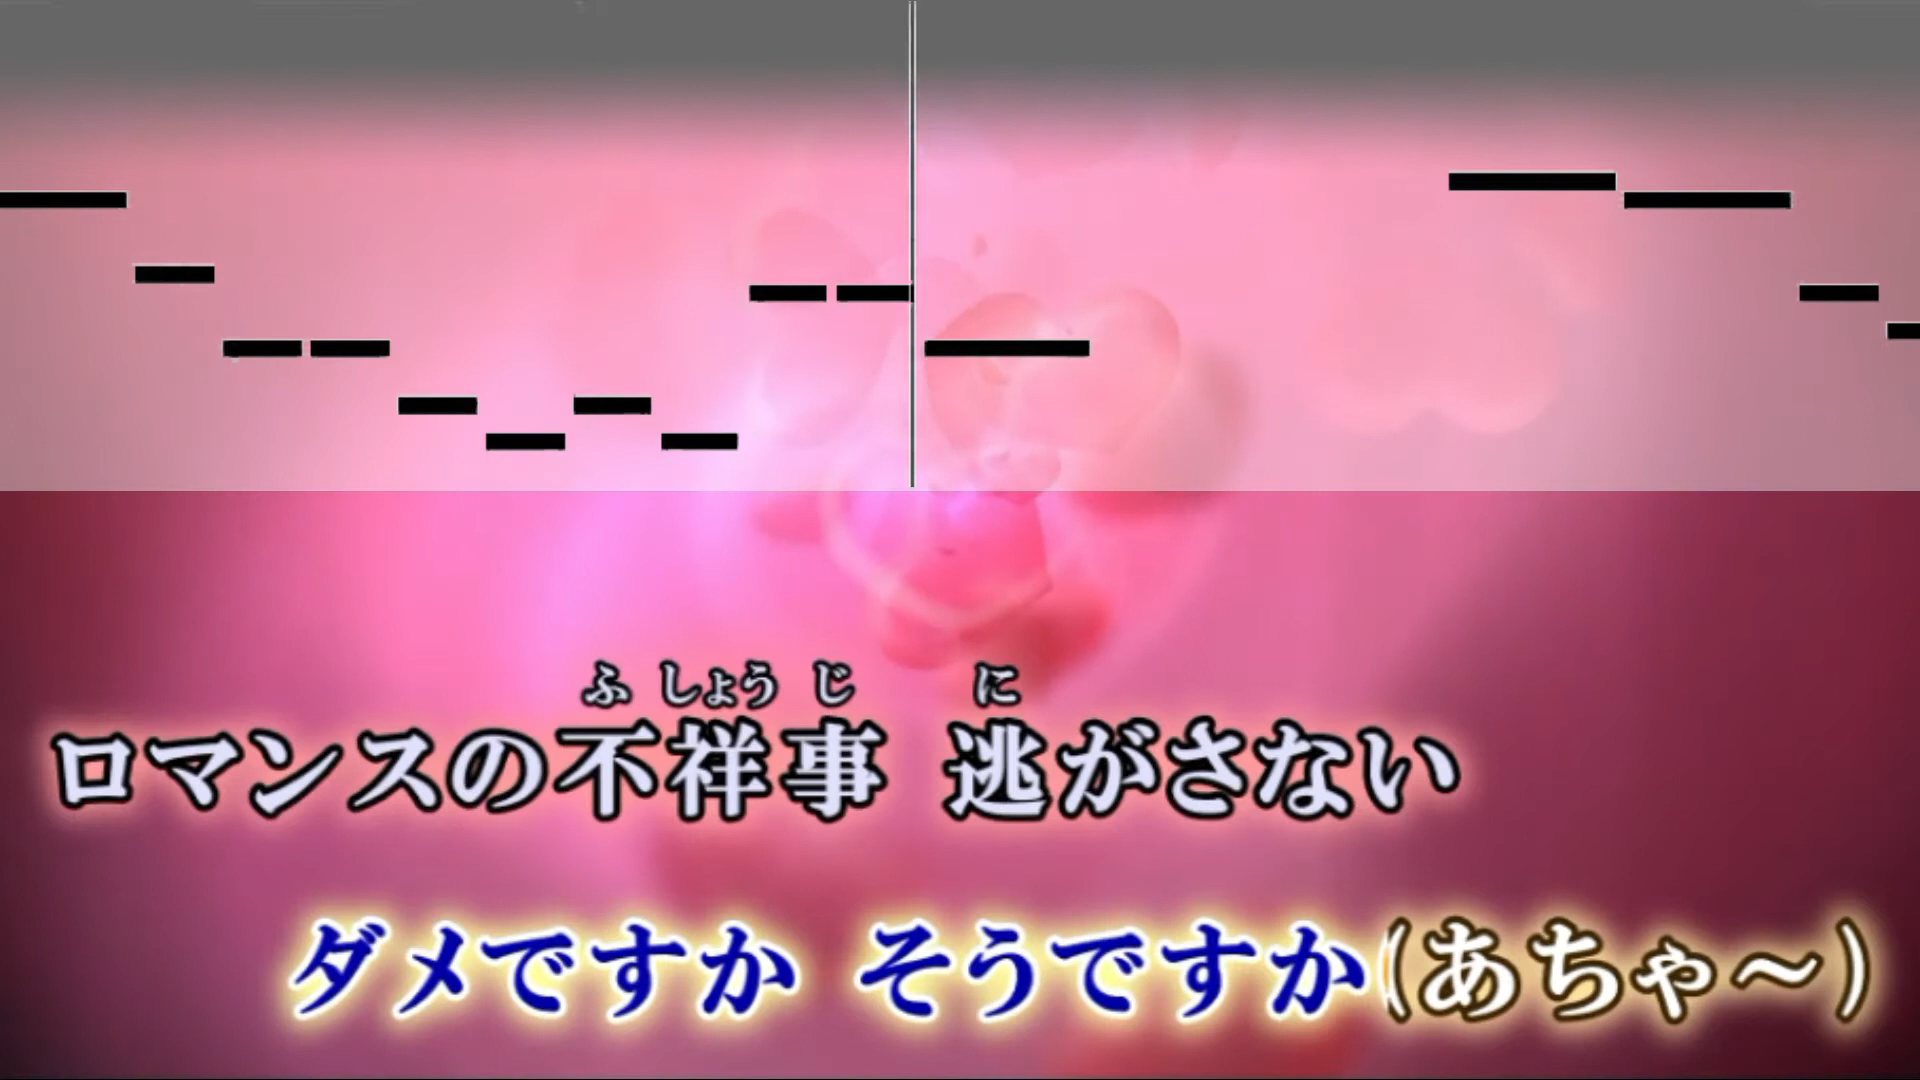 ふ しょう じ に
ロマンスの不祥事 逃がさない
ダメですか そうですか(あちゃ～)